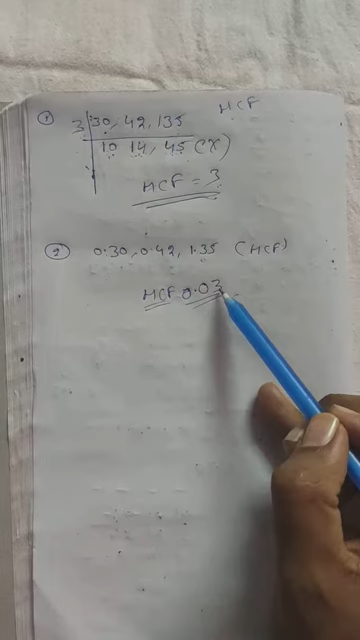 ① HCF
3 | 30, 42, 135
10 14, 45 (X)
HCF = 3
② 0.30, 0.42, 1.35 (HCF)
HCF 0.03